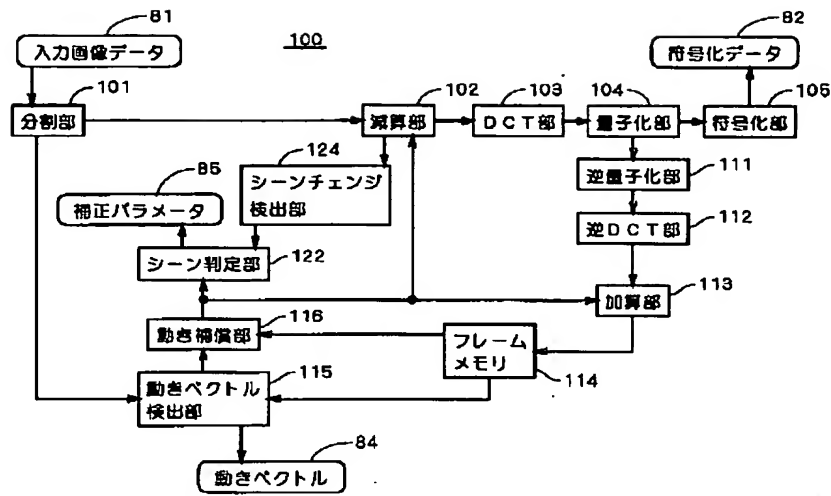 81
82
入力画像データ
100
符号化データ
101
102
103
104
105
分割部
減算部
DCT部
量子化部
符号化部
124
85
シーンチェンジ
検出部
111
逆量子化部
補正パラメータ
112
逆DCT部
シーン判定部
122
113
加算部
116
動き補償部
フレーム
メモリ
114
115
動きベクトル
検出部
84
動きベクトル